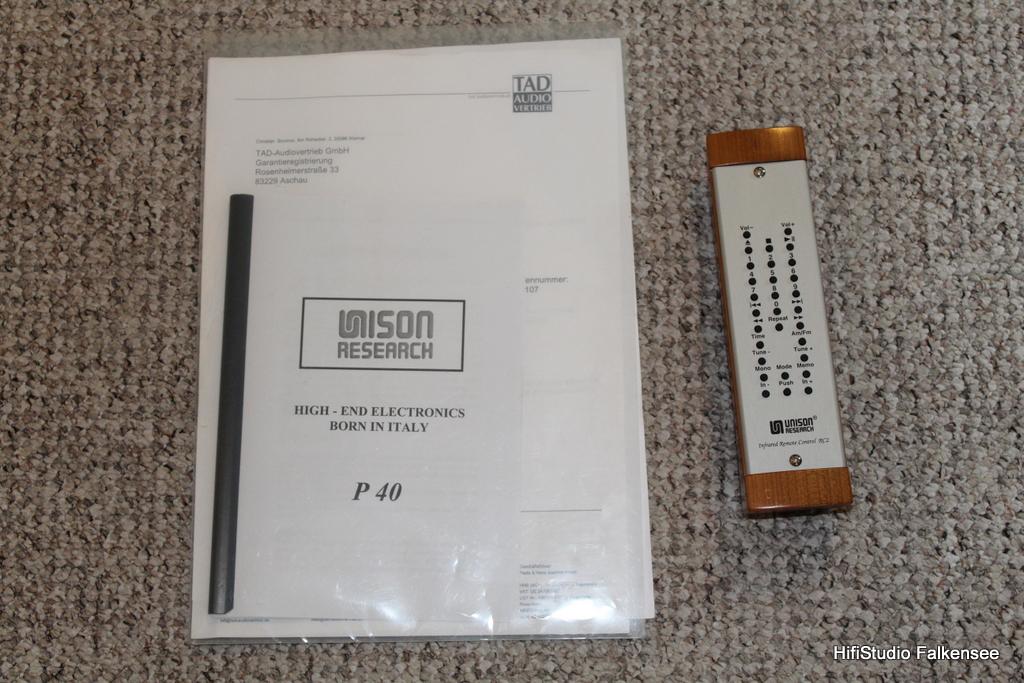 TAD
AUDIO
VERTRIEB
TAD-Audiovertrieb GmbH
Garantieregistrierung
Rosenheimerstraße 33
83229 Aschau
ennummer:
107
UNISON
RESEARCH
HIGH - END ELECTRONICS
BORN IN ITALY
P 40
Vol- Vol+
1 2 3
4 5 6
7 8 9
0
Repeat
Time Am/Fm
Tune - Tune +
Mono Mode Memo
In - Push In +
UNISON®
RESEARCH
Infrared Remote Control RC2
HifiStudio Falkensee